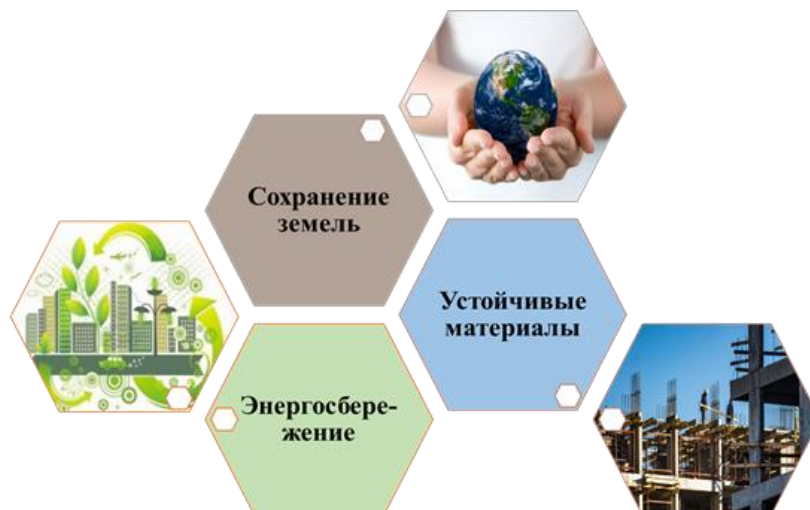 Сохранение
земель
Устойчивые
материалы
Энергосбере-
жение